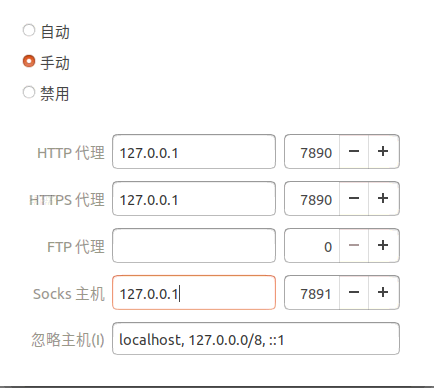 自动
手动
禁用
HTTP 代理 127.0.0.1 7890 − +
HTTPS 代理 127.0.0.1 7890 − +
FTP 代理 0 − +
Socks 主机 127.0.0.1 7891 − +
忽略主机(I) localhost, 127.0.0.0/8, ::1